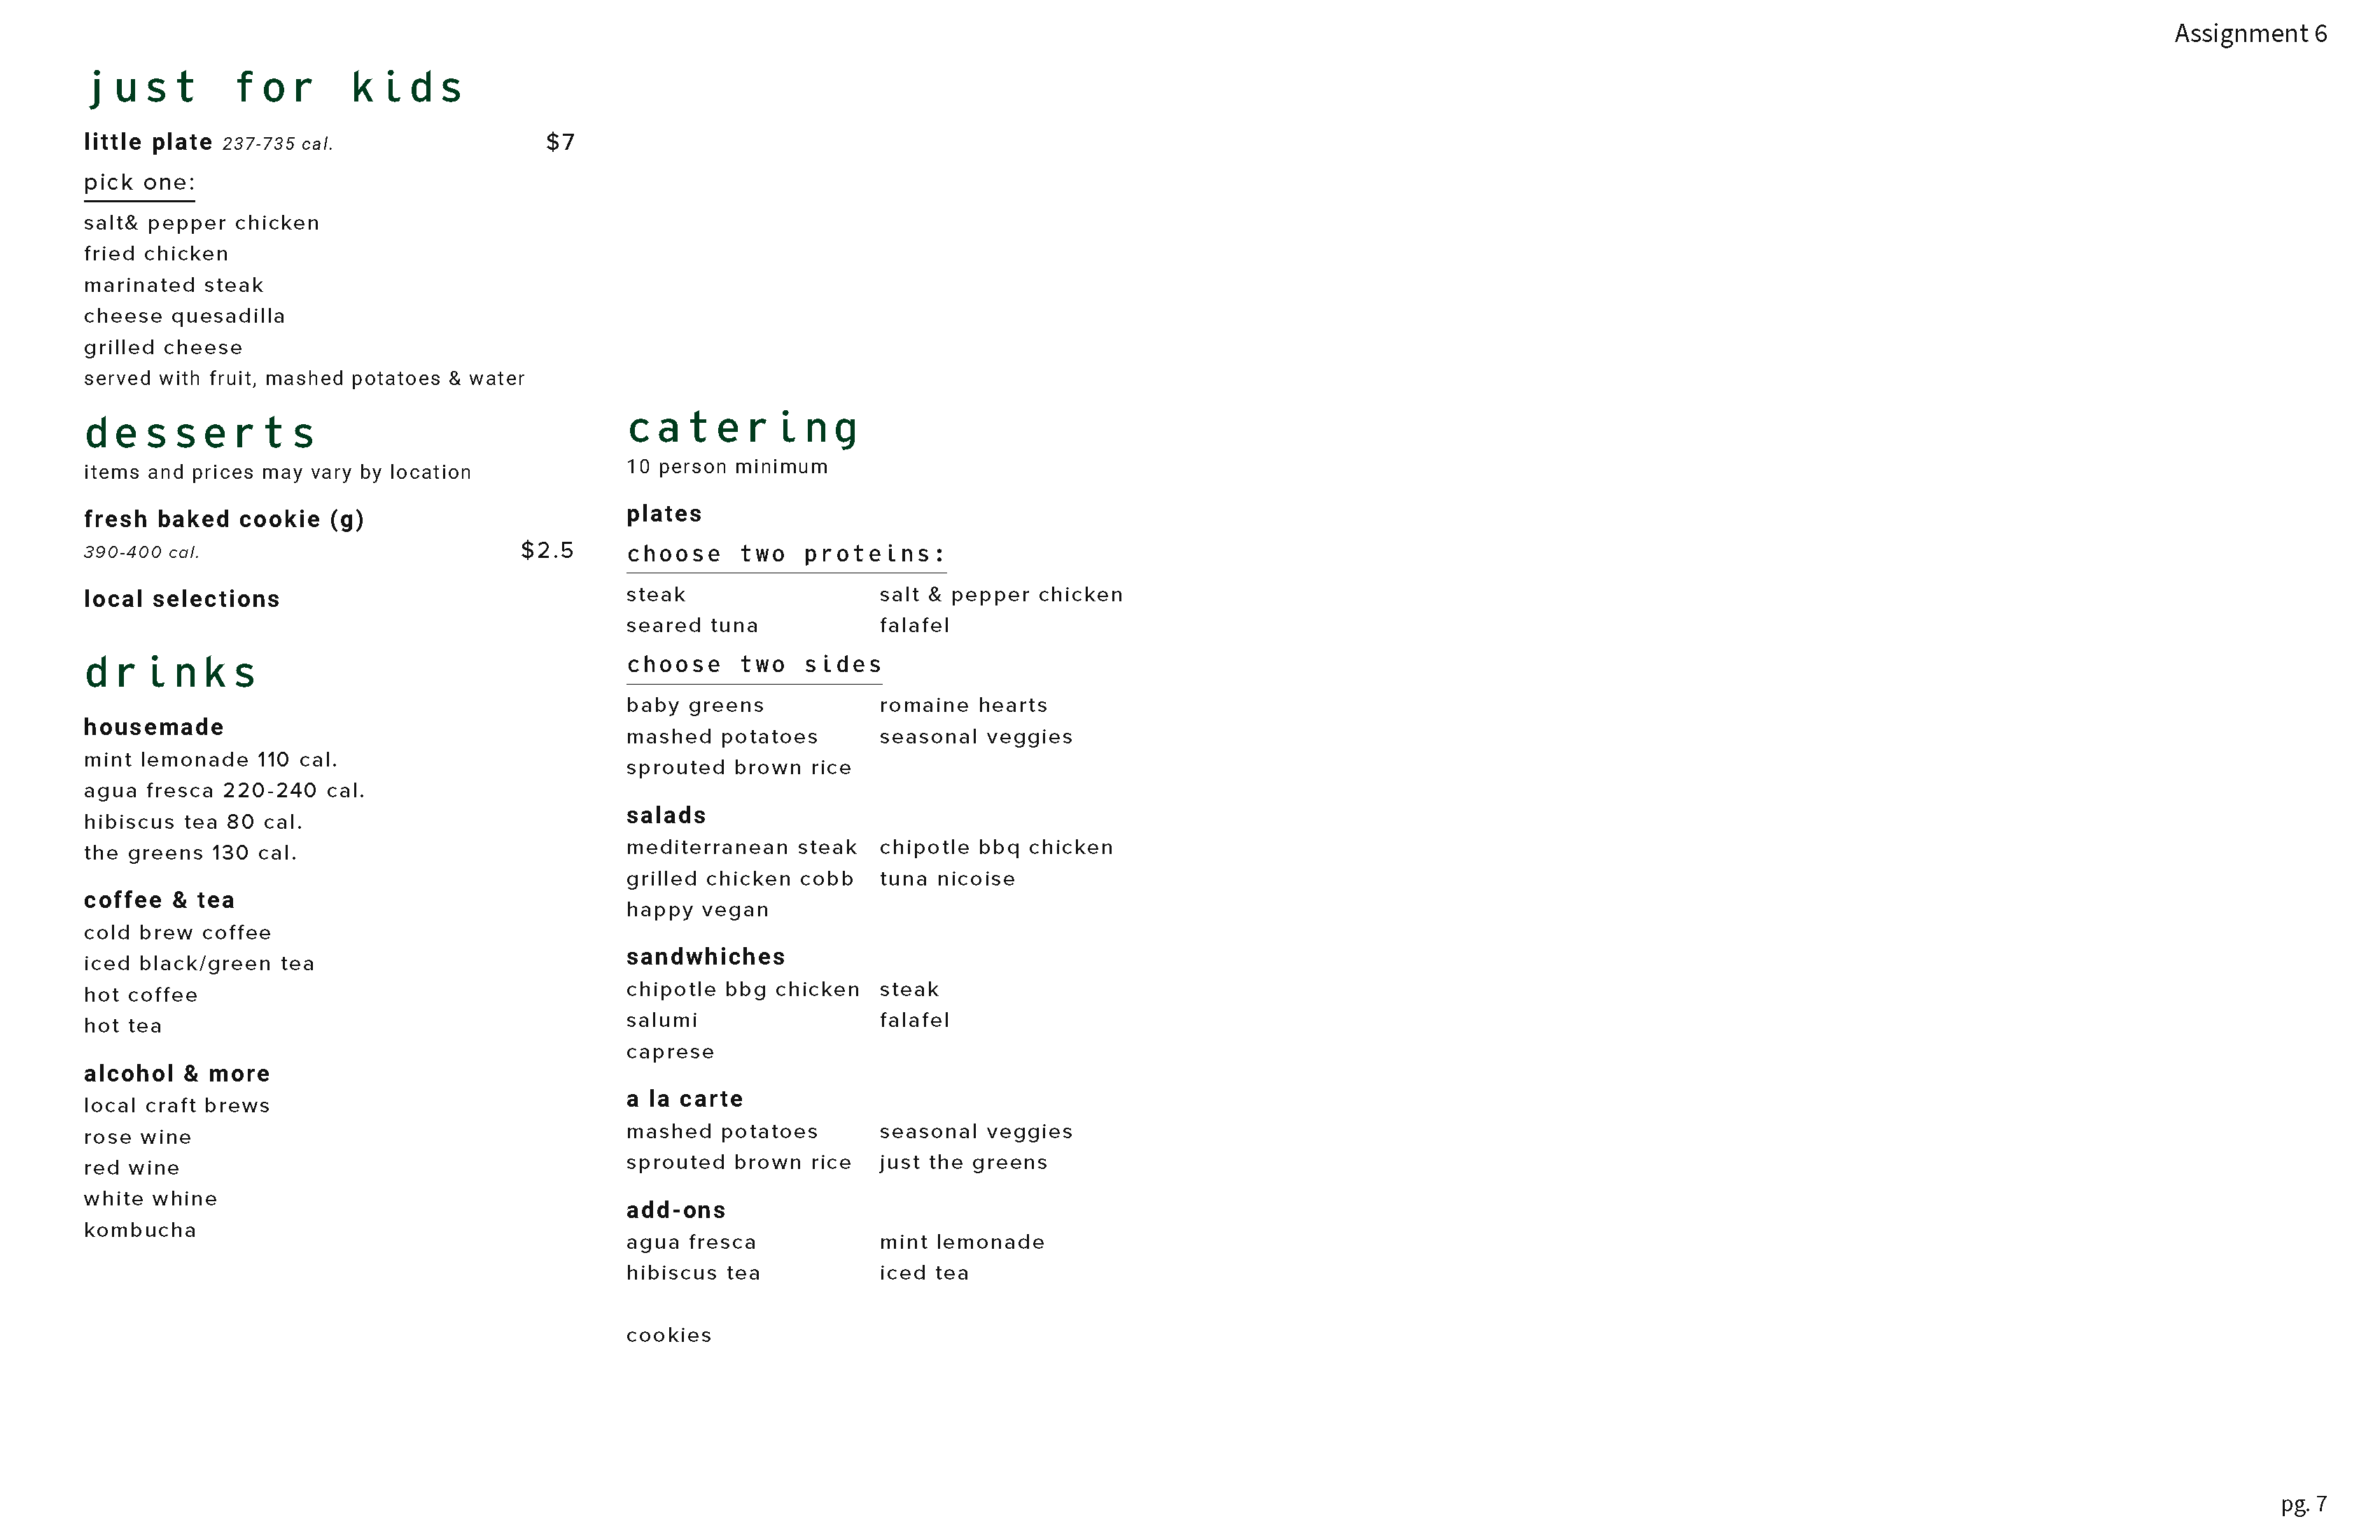 Assignment 6
just for kids
little plate 237-735 cal. $7
pick one:
salt& pepper chicken
fried chicken
marinated steak
cheese quesadilla
grilled cheese
served with fruit, mashed potatoes & water
desserts
items and prices may vary by location
fresh baked cookie (g)
390-400 cal. $2.5
local selections
drinks
housemade
mint lemonade 110 cal.
agua fresca 220-240 cal.
hibiscus tea 80 cal.
the greens 130 cal.
coffee & tea
cold brew coffee
iced black/green tea
hot coffee
hot tea
alcohol & more
local craft brews
rose wine
red wine
white whine
kombucha
catering
10 person minimum
plates
choose two proteins:
steak salt & pepper chicken
seared tuna falafel
choose two sides
baby greens romaine hearts
mashed potatoes seasonal veggies
sprouted brown rice
salads
mediterranean steak chipotle bbq chicken
grilled chicken cobb tuna nicoise
happy vegan
sandwhiches
chipotle bbg chicken steak
salumi falafel
caprese
a la carte
mashed potatoes seasonal veggies
sprouted brown rice just the greens
add-ons
agua fresca mint lemonade
hibiscus tea iced tea
cookies
pg. 7